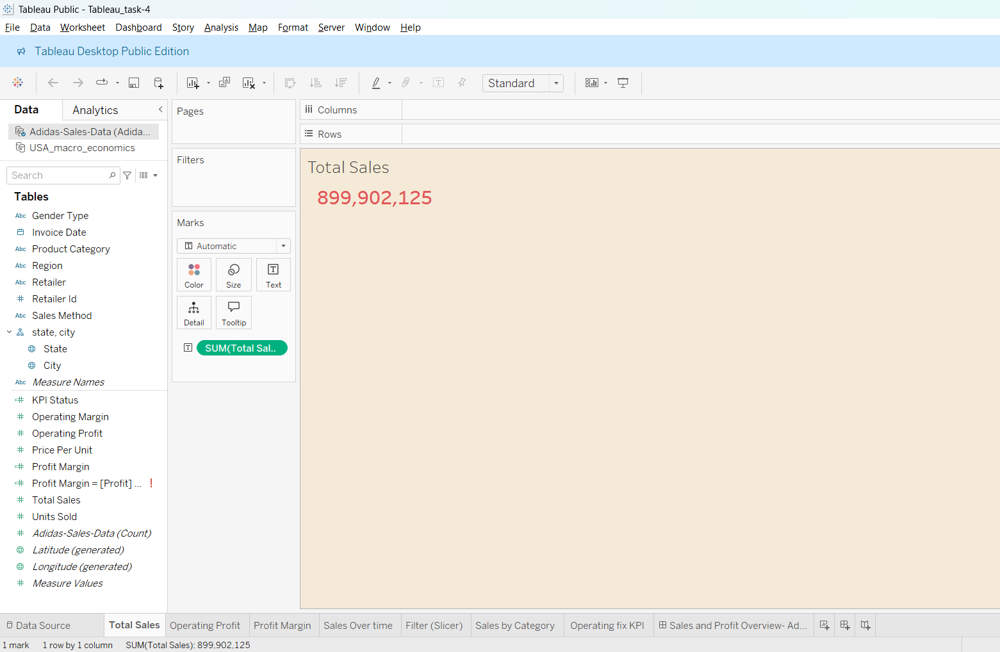 Tableau Public - Tableau_task-4
File Data Worksheet Dashboard Story Analysis Map Format Server Window Help
Tableau Desktop Public Edition
Standard
Data Analytics
Adidas-Sales-Data (Adida...
USA_macro_economics
Search
Tables
Abc Gender Type
Invoice Date
Abc Product Category
Abc Region
Abc Retailer
# Retailer Id
Abc Sales Method
state, city
State
City
Abc Measure Names
=# KPI Status
# Operating Margin
# Operating Profit
# Price Per Unit
=# Profit Margin
=# Profit Margin = [Profit] ... !
# Total Sales
# Units Sold
# Adidas-Sales-Data (Count)
Latitude (generated)
Longitude (generated)
# Measure Values
Pages
Filters
Marks
T Automatic
Color Size T Text
Detail Tooltip
T SUM(Total Sal..
Columns
Rows
Total Sales
899,902,125
Data Source Total Sales Operating Profit Profit Margin Sales Over time Filter (Slicer) Sales by Category Operating fix KPI Sales and Profit Overview- Ad...
1 mark 1 row by 1 column SUM(Total Sales): 899,902,125